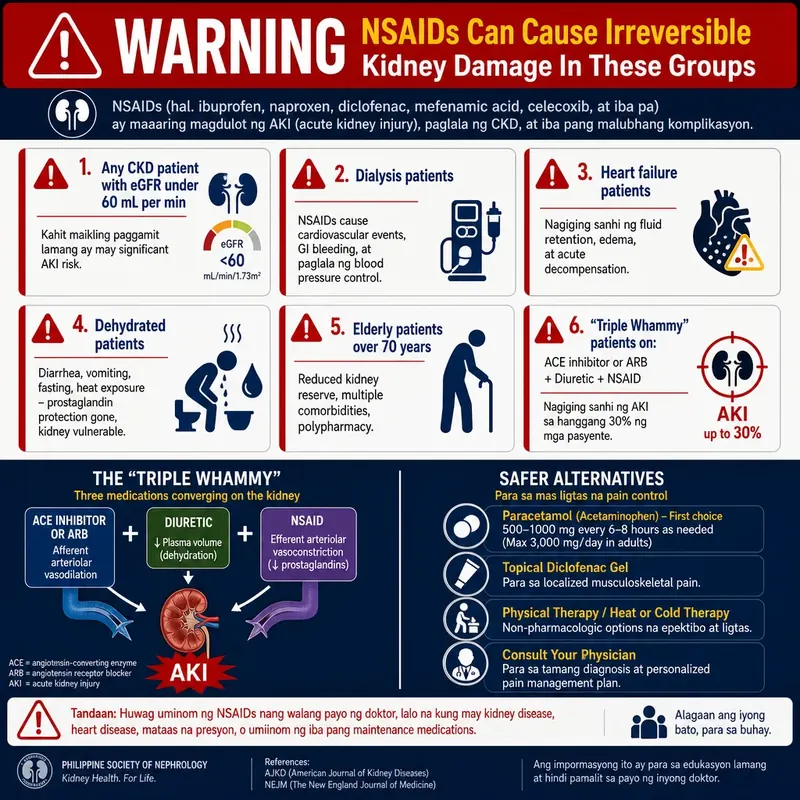 WARNING
NSAIDs Can Cause Irreversible
Kidney Damage In These Groups
NSAIDs (hal. ibuprofen, naproxen, diclofenac, mefenamic acid, celecoxib, at iba pa)
ay maaaring magdulot ng AKI (acute kidney injury), paglala ng CKD, at iba pang malubhang komplikasyon.
1. Any CKD patient
with eGFR under
60 mL per min
Kahit maikling paggamit
lamang ay may significant
AKI risk.
eGFR
<60
mL/min/1.73m²
2. Dialysis patients
NSAIDs cause
cardiovascular events,
GI bleeding, at
paglala ng blood
pressure control.
3. Heart failure
patients
Nagiging sanhi ng fluid
retention, edema,
at acute
decompensation.
4. Dehydrated
patients
Diarrhea, vomiting,
fasting, heat exposure
– prostaglandin
protection gone,
kidney vulnerable.
5. Elderly patients
over 70 years
Reduced kidney
reserve, multiple
comorbidities,
polypharmacy.
6. “Triple Whammy”
patients on:
ACE inhibitor or ARB
+ Diuretic + NSAID
Nagiging sanhi ng AKI
sa hanggang 30% ng
mga pasyente.
AKI
up to 30%
THE “TRIPLE WHAMMY”
Three medications converging on the kidney
ACE INHIBITOR
OR ARB
Afferent
arteriolar
vasodilation
+
DIURETIC
↓ Plasma volume
(dehydration)
+
NSAID
Efferent arteriolar
vasoconstriction
(↓ prostaglandins)
AKI
ACE = angiotensin-converting enzyme
ARB = angiotensin receptor blocker
AKI = acute kidney injury
SAFER ALTERNATIVES
Para sa mas ligtas na pain control
Paracetamol (Acetaminophen) – First choice
500–1000 mg every 6–8 hours as needed
(Max 3,000 mg/day in adults)
Topical Diclofenac Gel
Para sa localized musculoskeletal pain.
Physical Therapy / Heat or Cold Therapy
Non-pharmacologic options na epektibo at ligtas.
Consult Your Physician
Para sa tamang diagnosis at personalized
pain management plan.
Tandaan: Huwag uminom ng NSAIDs nang walang payo ng doktor, lalo na kung may kidney disease,
heart disease, mataas na presyon, o umiinom ng iba pang maintenance medications.
Alagaan ang iyong
bato, para sa buhay.
PHILIPPINE SOCIETY OF NEPHROLOGY
Kidney Health. For Life.
References:
AJKD (American Journal of Kidney Diseases)
NEJM (The New England Journal of Medicine)
Ang impormasyong ito ay para sa edukasyon lamang
at hindi pamalit sa payo ng inyong doktor.